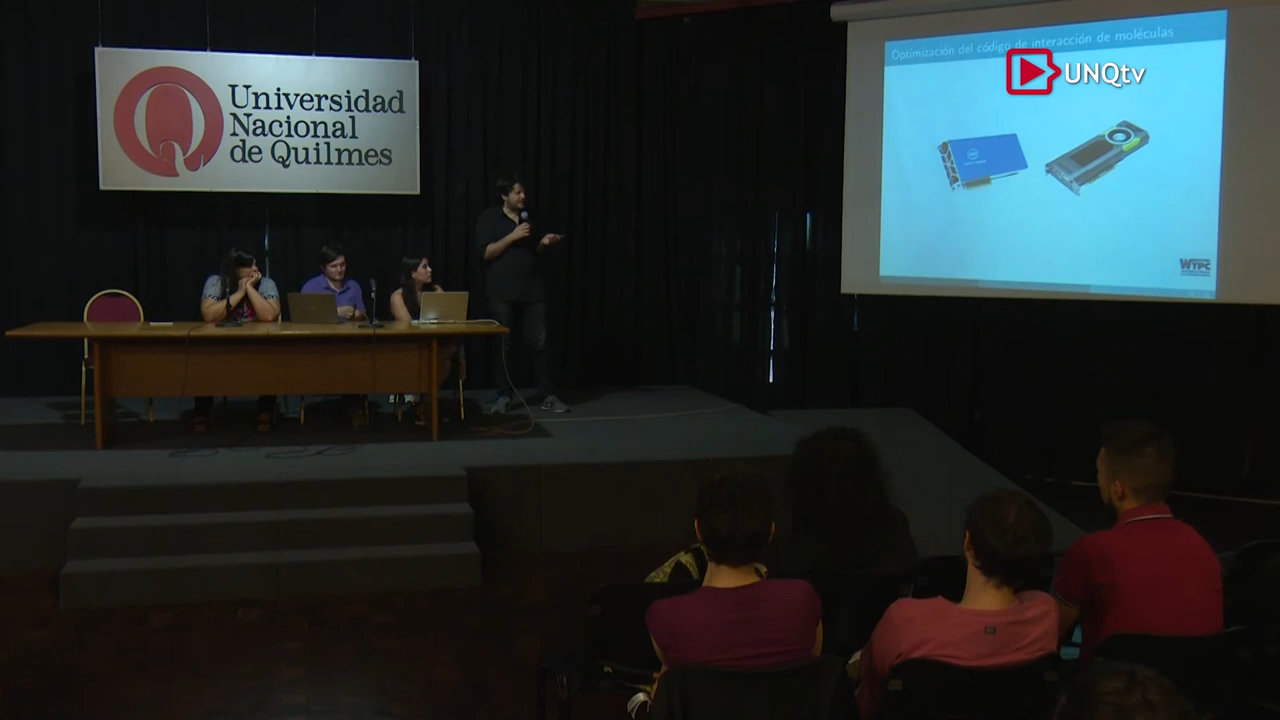 Universidad
Nacional
de Quilmes
Optimización del código de interacción de moléculas
UNQtv
WTPC